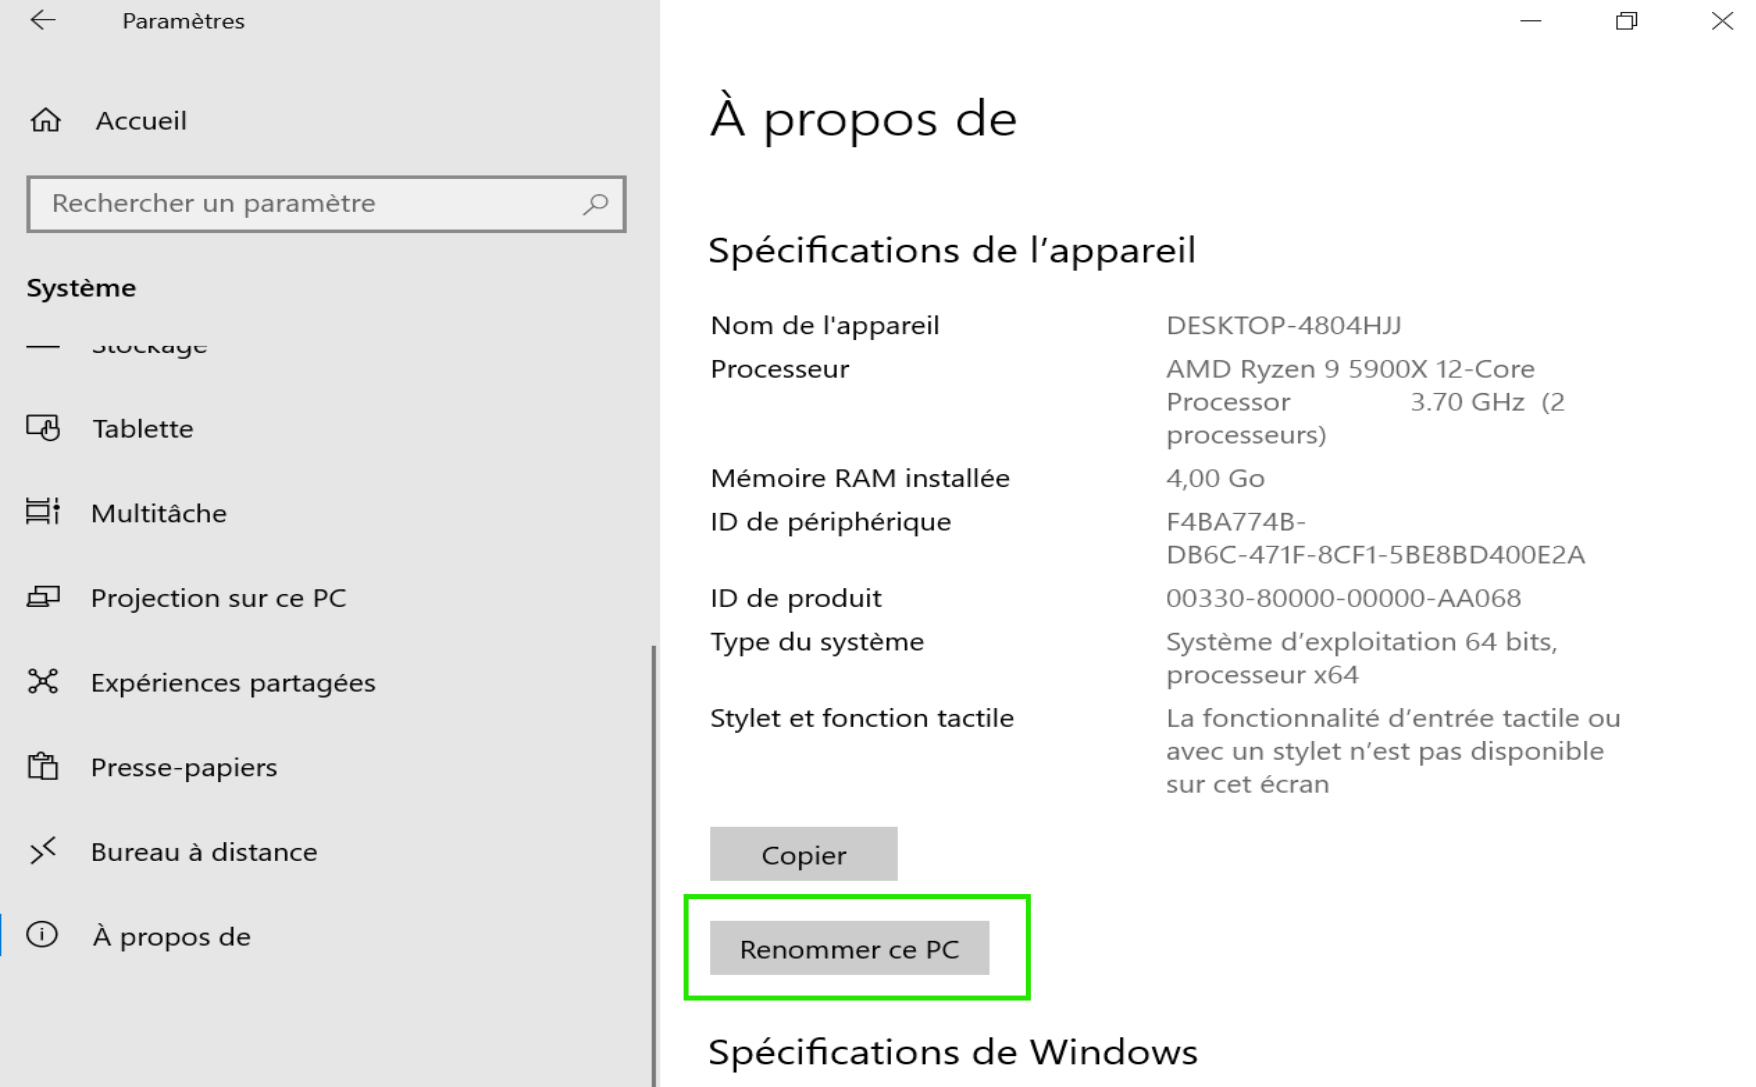 Paramètres
Accueil
Rechercher un paramètre
Système
Stockage
Tablette
Multitâche
Projection sur ce PC
Expériences partagées
Presse-papiers
Bureau à distance
À propos de
À propos de
Spécifications de l’appareil
Nom de l'appareil DESKTOP-4804HJJ
Processeur AMD Ryzen 9 5900X 12-Core
Processor 3.70 GHz (2
processeurs)
Mémoire RAM installée 4,00 Go
ID de périphérique F4BA774B-
DB6C-471F-8CF1-5BE8BD400E2A
ID de produit 00330-80000-00000-AA068
Type du système Système d’exploitation 64 bits,
processeur x64
Stylet et fonction tactile La fonctionnalité d’entrée tactile ou
avec un stylet n’est pas disponible
sur cet écran
Copier
Renommer ce PC
Spécifications de Windows